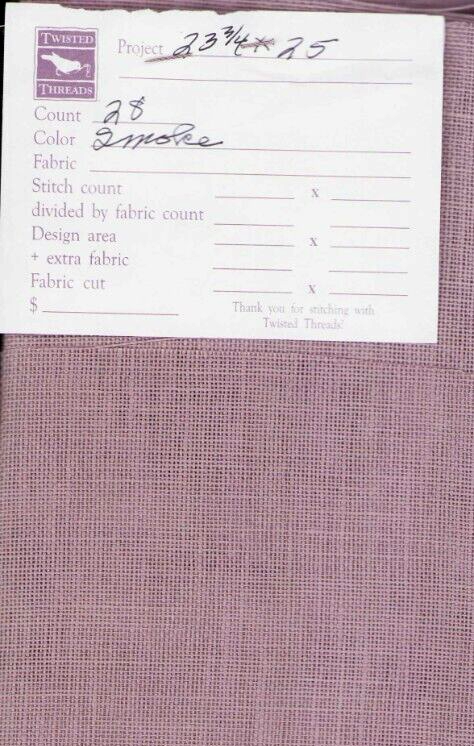 TWISTED
THREADS
Project 23 3/4 x 25
Count 28
Color Smoke
Fabric
Stitch count x
divided by fabric count
Design area x
+ extra fabric
Fabric cut x
$
Thank you for stitching with
Twisted Threads!